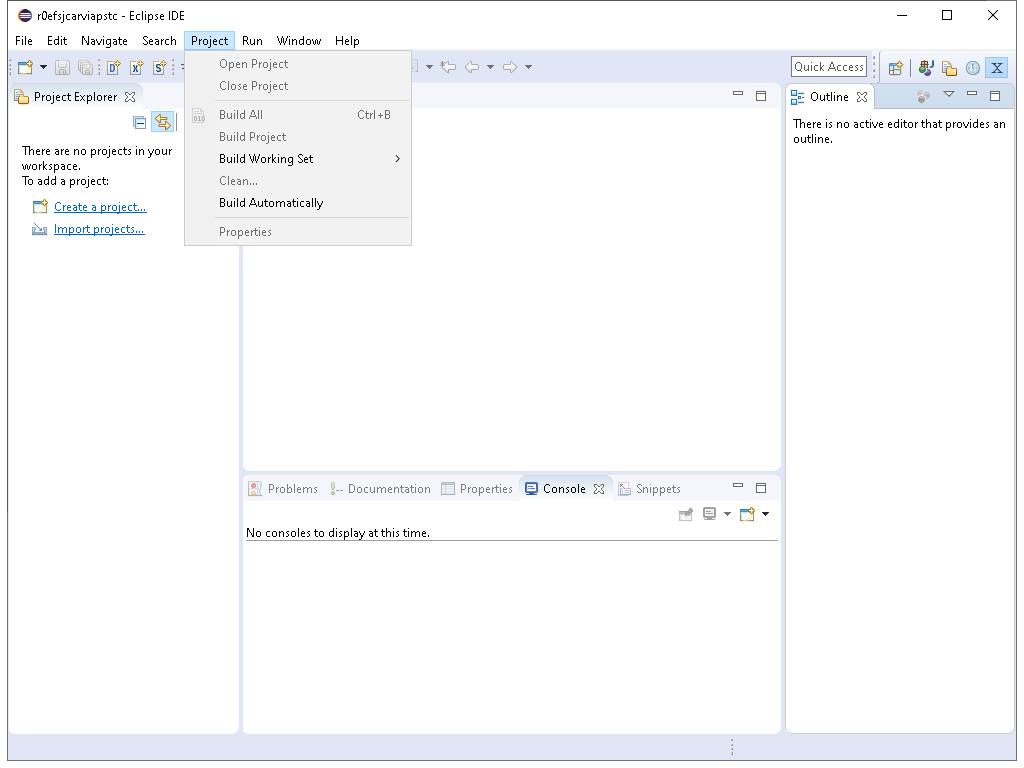 r0efsjcarviapstc - Eclipse IDE
File Edit Navigate Search Project Run Window Help
Quick Access
Open Project
Close Project
Build All Ctrl+B
Build Project
Build Working Set
Clean...
Build Automatically
Properties
Project Explorer
There are no projects in your
workspace.
To add a project:
Create a project...
Import projects...
Outline
There is no active editor that provides an
outline.
Problems Documentation Properties Console Snippets
No consoles to display at this time.